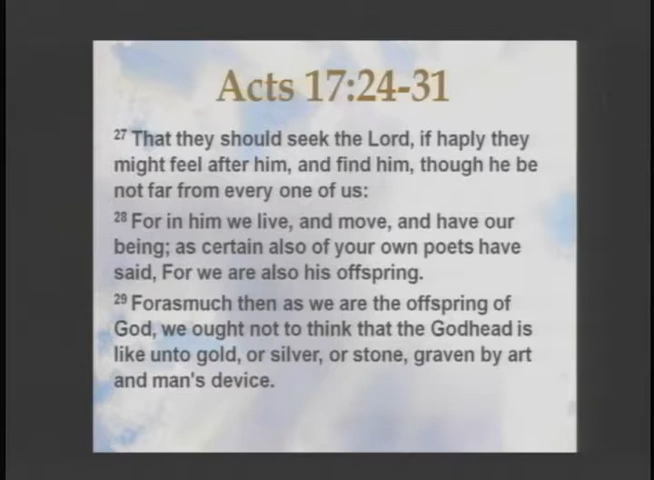 Acts 17:24-31
27 That they should seek the Lord, if haply they
might feel after him, and find him, though he be
not far from every one of us:
28 For in him we live, and move, and have our
being; as certain also of your own poets have
said, For we are also his offspring.
29 Forasmuch then as we are the offspring of
God, we ought not to think that the Godhead is
like unto gold, or silver, or stone, graven by art
and man's device.